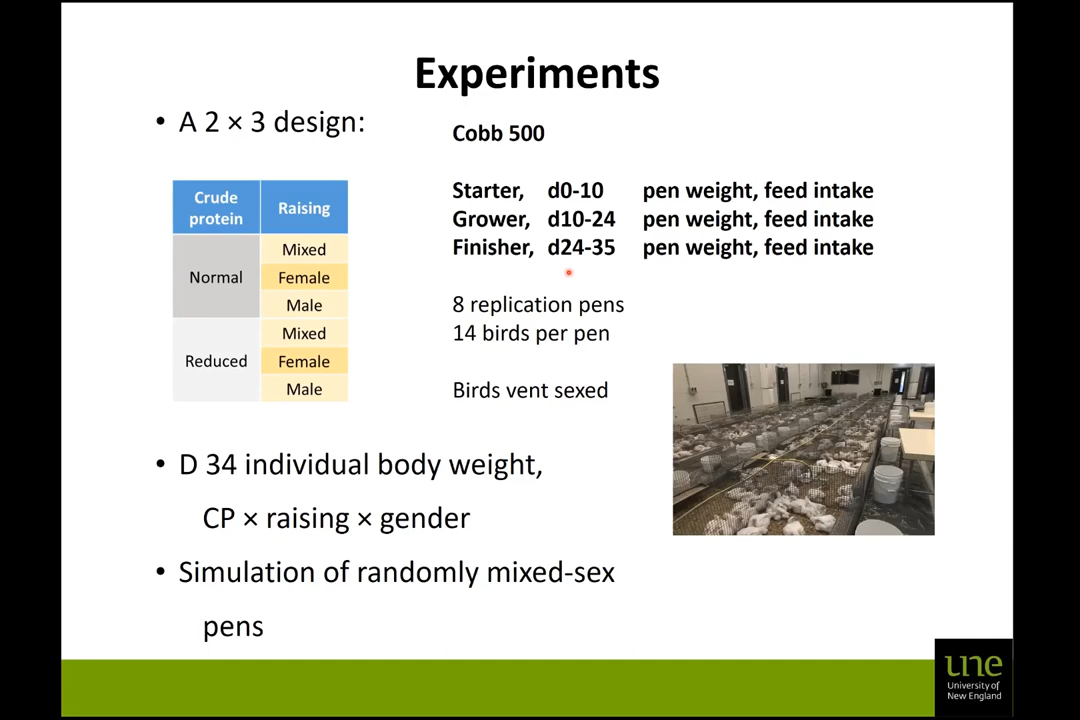 Experiments
• A 2 × 3 design:
Crude protein Raising
Normal
Mixed
Female
Male
Reduced
Mixed
Female
Male
Cobb 500
Starter, d0-10 pen weight, feed intake
Grower, d10-24 pen weight, feed intake
Finisher, d24-35 pen weight, feed intake
8 replication pens
14 birds per pen
Birds vent sexed
• D 34 individual body weight,
CP × raising × gender
• Simulation of randomly mixed-sex
pens
une
University of
New England